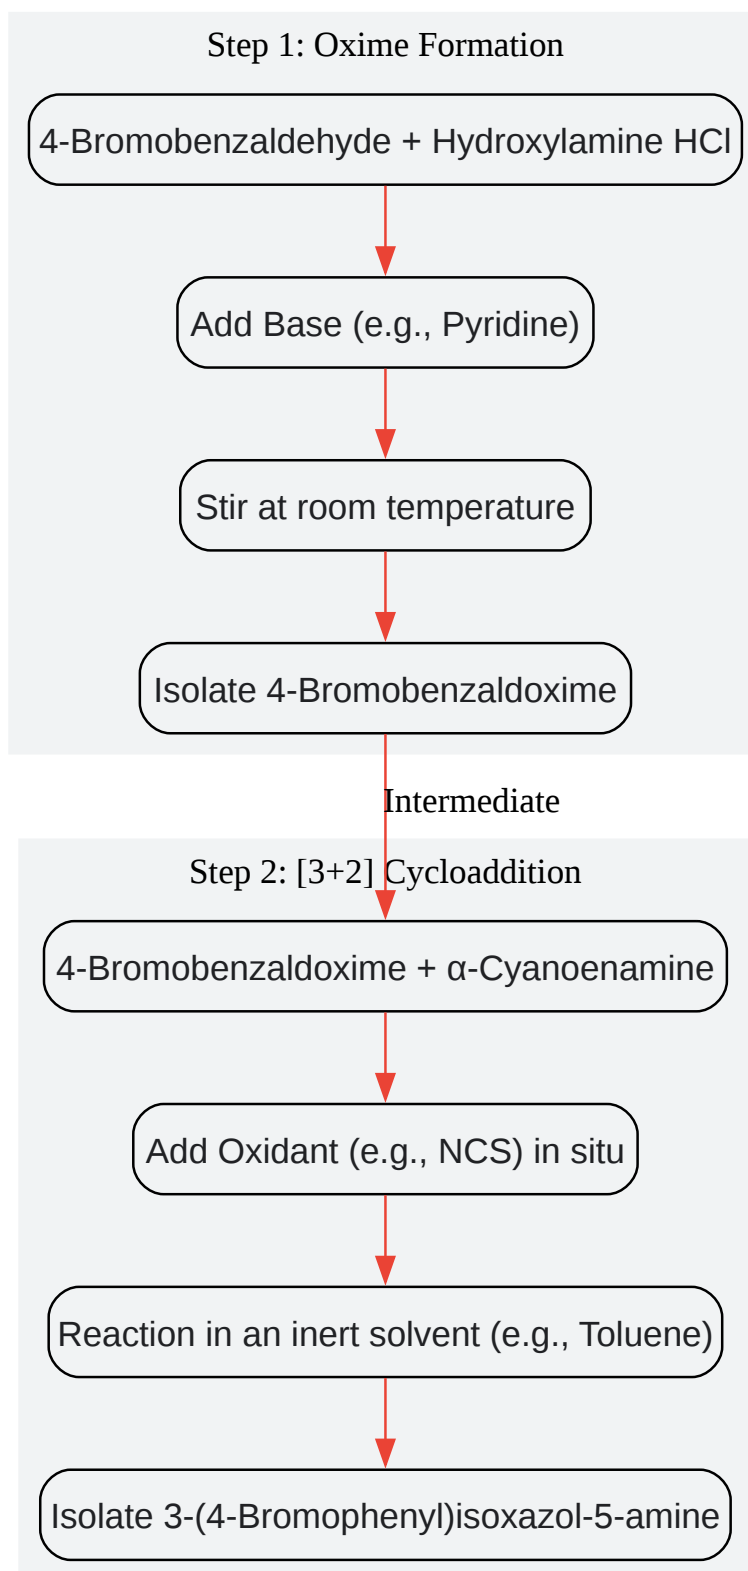 Step 1: Oxime Formation
4-Bromobenzaldehyde + Hydroxylamine HCl
Add Base (e.g., Pyridine)
Stir at room temperature
Isolate 4-Bromobenzaldoxime
Intermediate
Step 2: [3+2] Cycloaddition
4-Bromobenzaldoxime + α-Cyanoenamine
Add Oxidant (e.g., NCS) in situ
Reaction in an inert solvent (e.g., Toluene)
Isolate 3-(4-Bromophenyl)isoxazol-5-amine